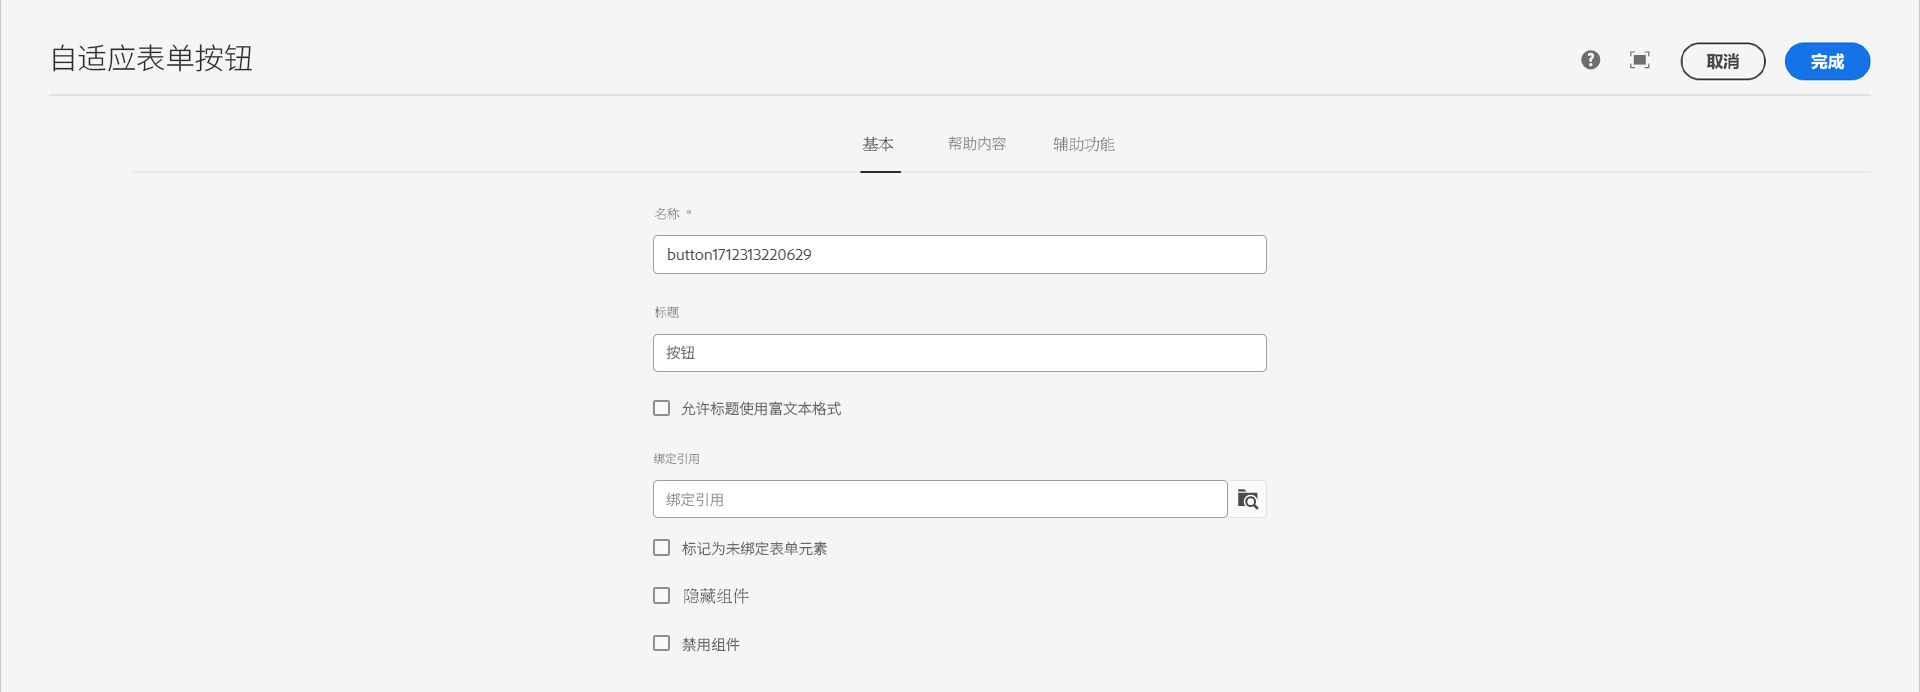 自适应表单按钮
取消
完成
基本
帮助内容
辅助功能
名称 *
button1712313220629
标题
按钮
允许标题使用富文本格式
绑定引用
绑定引用
标记为未绑定表单元素
隐藏组件
禁用组件